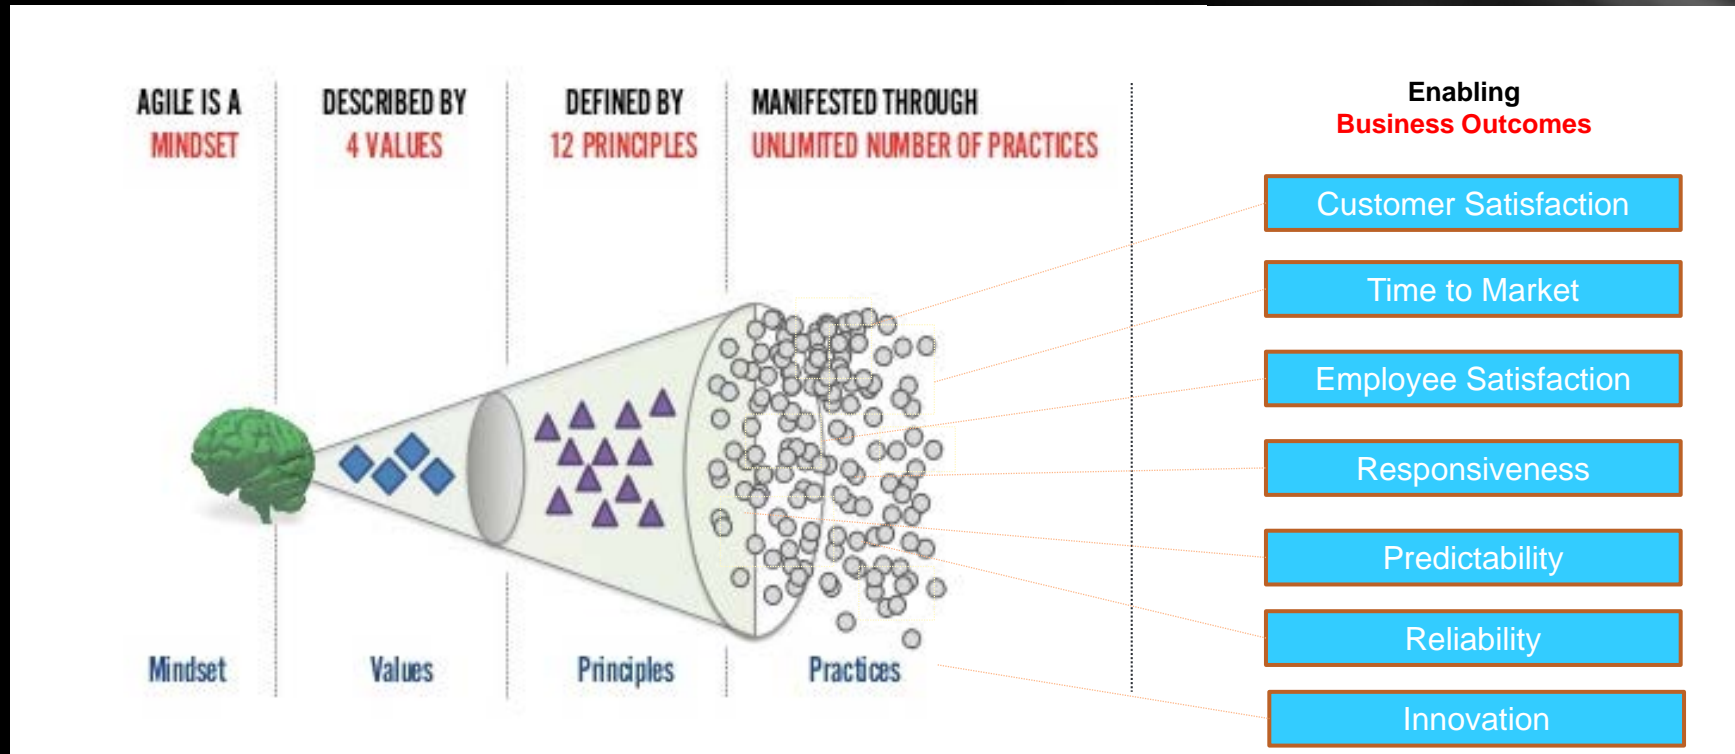 AGILE IS A
MINDSET
DESCRIBED BY
4 VALUES
DEFINED BY
12 PRINCIPLES
MANIFESTED THROUGH
UNLIMITED NUMBER OF PRACTICES
Enabling
Business Outcomes
Customer Satisfaction
Time to Market
Employee Satisfaction
Responsiveness
Predictability
Reliability
Innovation
Mindset
Values
Principles
Practices